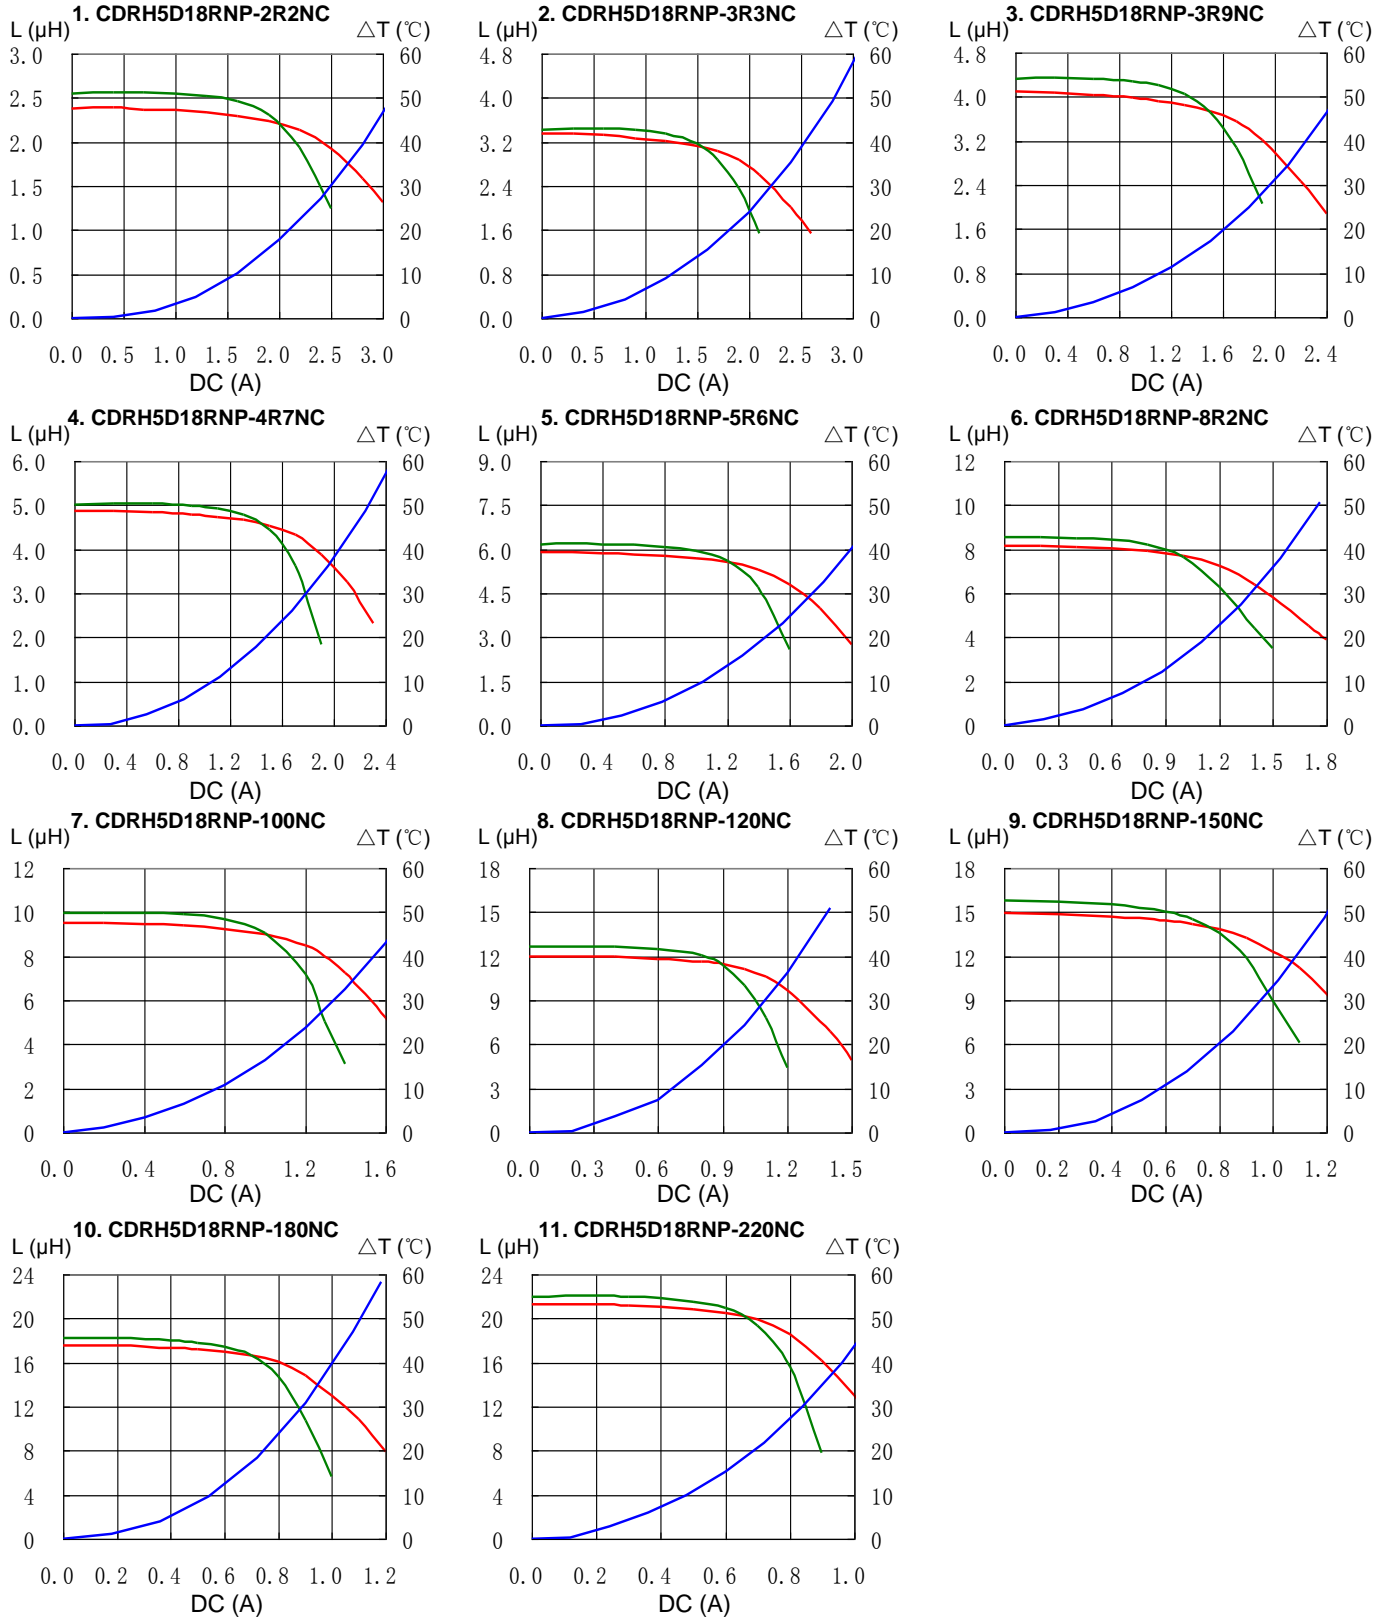 1. CDRH5D18RNP-2R2NC
L (µH) △T (℃)
3.0 60
2.5 50
2.0 40
1.5 30
1.0 20
0.5 10
0.0 0
0.0 0.5 1.0 1.5 2.0 2.5 3.0
DC (A)
2. CDRH5D18RNP-3R3NC
L (µH) △T (℃)
4.8 60
4.0 50
3.2 40
2.4 30
1.6 20
0.8 10
0.0 0
0.0 0.5 1.0 1.5 2.0 2.5 3.0
DC (A)
3. CDRH5D18RNP-3R9NC
L (µH) △T (℃)
4.8 60
4.0 50
3.2 40
2.4 30
1.6 20
0.8 10
0.0 0
0.0 0.4 0.8 1.2 1.6 2.0 2.4
DC (A)
4. CDRH5D18RNP-4R7NC
L (µH) △T (℃)
6.0 60
5.0 50
4.0 40
3.0 30
2.0 20
1.0 10
0.0 0
0.0 0.4 0.8 1.2 1.6 2.0 2.4
DC (A)
5. CDRH5D18RNP-5R6NC
L (µH) △T (℃)
9.0 60
7.5 50
6.0 40
4.5 30
3.0 20
1.5 10
0.0 0
0.0 0.4 0.8 1.2 1.6 2.0
DC (A)
6. CDRH5D18RNP-8R2NC
L (µH) △T (℃)
12 60
10 50
8 40
6 30
4 20
2 10
0 0
0.0 0.3 0.6 0.9 1.2 1.5 1.8
DC (A)
7. CDRH5D18RNP-100NC
L (µH) △T (℃)
12 60
10 50
8 40
6 30
4 20
2 10
0 0
0.0 0.4 0.8 1.2 1.6
DC (A)
8. CDRH5D18RNP-120NC
L (µH) △T (℃)
18 60
15 50
12 40
9 30
6 20
3 10
0 0
0.0 0.3 0.6 0.9 1.2 1.5
DC (A)
9. CDRH5D18RNP-150NC
L (µH) △T (℃)
18 60
15 50
12 40
9 30
6 20
3 10
0 0
0.0 0.2 0.4 0.6 0.8 1.0 1.2
DC (A)
10. CDRH5D18RNP-180NC
L (µH) △T (℃)
24 60
20 50
16 40
12 30
8 20
4 10
0 0
0.0 0.2 0.4 0.6 0.8 1.0 1.2
DC (A)
11. CDRH5D18RNP-220NC
L (µH) △T (℃)
24 60
20 50
16 40
12 30
8 20
4 10
0 0
0.0 0.2 0.4 0.6 0.8 1.0
DC (A)